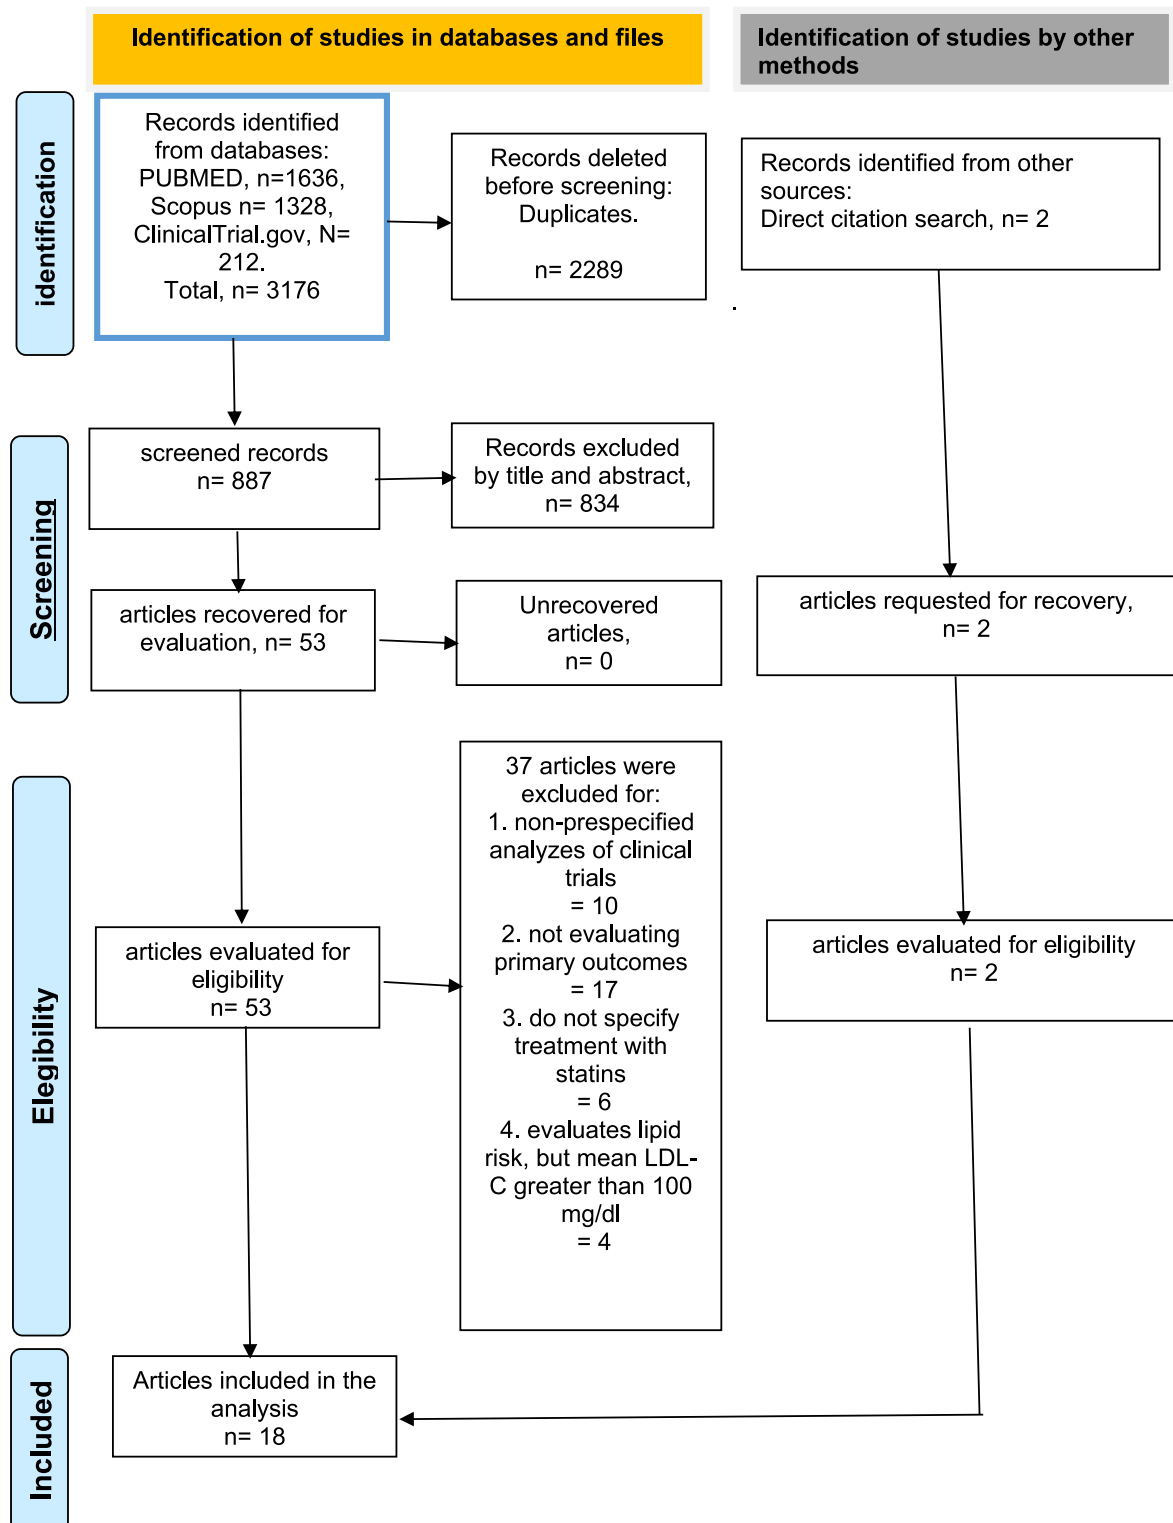 Identification of studies in databases and files
Identification of studies by other
methods
identification
Records identified
from databases:
PUBMED, n=1636,
Scopus n= 1328,
ClinicalTrial.gov, N=
212.
Total, n= 3176
Records deleted
before screening:
Duplicates.
n= 2289
Records identified from other
sources:
Direct citation search, n= 2
.
Screening
screened records
n= 887
Records excluded
by title and abstract,
n= 834
articles recovered for
evaluation, n= 53
Unrecovered
articles,
n= 0
articles requested for recovery,
n= 2
Elegibility
articles evaluated for
eligibility
n= 53
37 articles were
excluded for:
1. non-prespecified
analyzes of clinical
trials
= 10
2. not evaluating
primary outcomes
= 17
3. do not specify
treatment with
statins
= 6
4. evaluates lipid
risk, but mean LDL-
C greater than 100
mg/dl
= 4
articles evaluated for eligibility
n= 2
Included
Articles included in the
analysis
n= 18